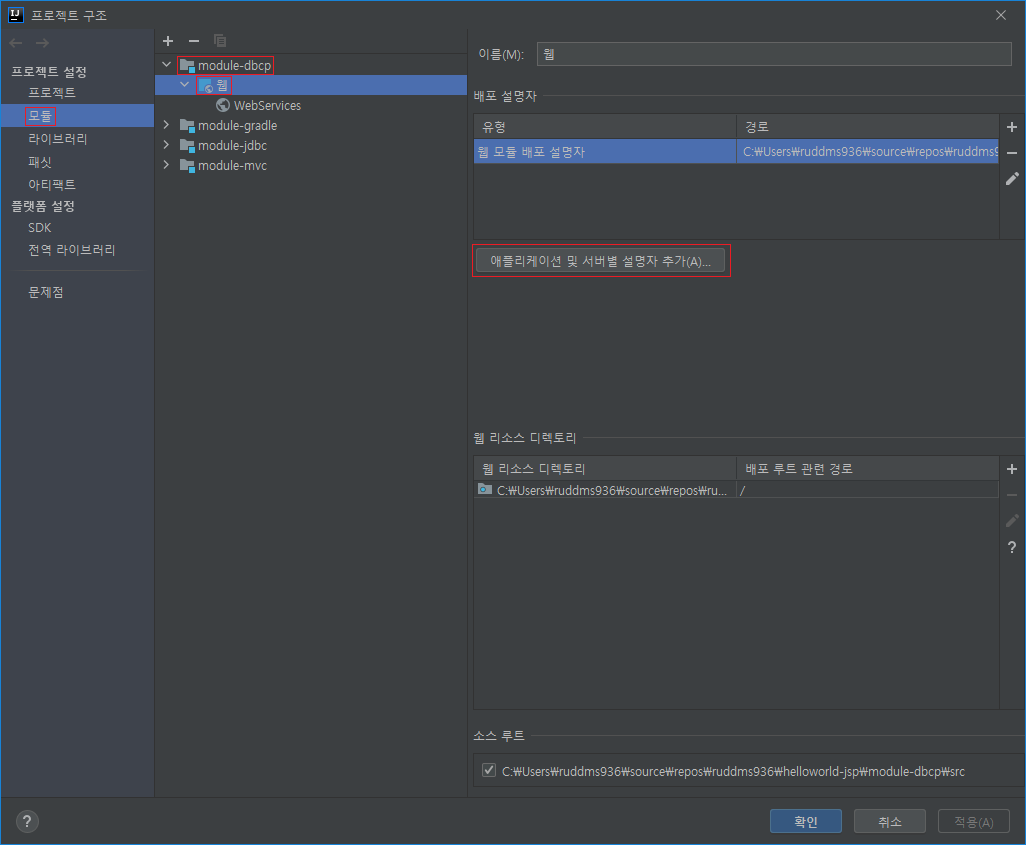 프로젝트 구조
프로젝트 설정
프로젝트
모듈
라이브러리
패싯
아티팩트
플랫폼 설정
SDK
전역 라이브러리
문제점
module-dbcp
웹
WebServices
module-gradle
module-jdbc
module-mvc
이름(M): 웹
배포 설명자
유형 경로
웹 모듈 배포 설명자 C:₩Users₩ruddms936₩source₩repos₩ruddms9
애플리케이션 및 서버별 설명자 추가(A)...
웹 리소스 디렉토리
웹 리소스 디렉토리 배포 루트 관련 경로
C:₩Users₩ruddms936₩source₩repos₩ru... /
?
소스 루트
C:₩Users₩ruddms936₩source₩repos₩ruddms936₩helloworld-jsp₩module-dbcp₩src
? 확인 취소 적용(A)